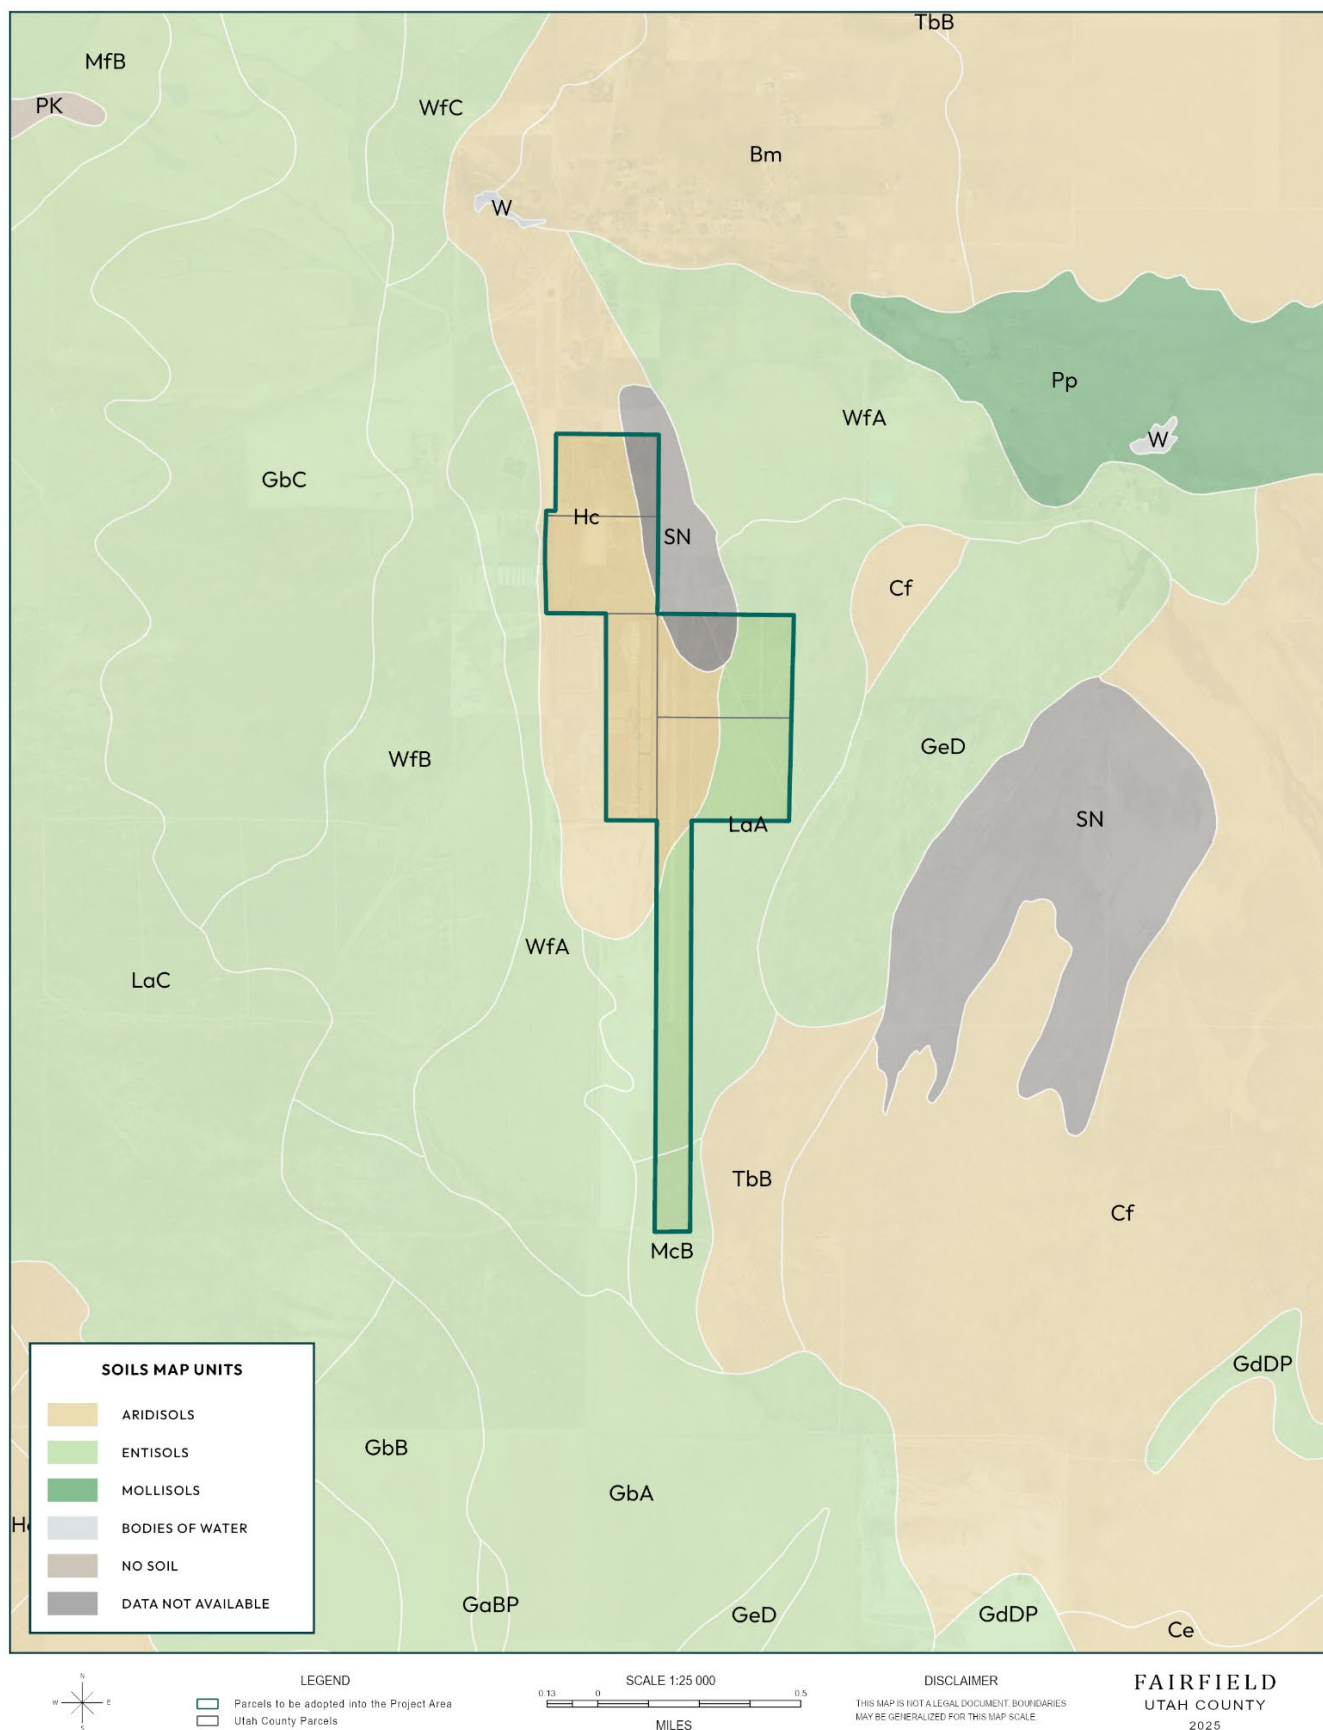 TbB
MfB
PK
WfC
Bm
W
Pp
WfA
W
GbC
Hc
SN
Cf
GeD
WfB
SN
LaA
WfA
LaC
TbB
Cf
McB
GdDP
SOILS MAP UNITS
ARIDISOLS
ENTISOLS
MOLLISOLS
BODIES OF WATER
NO SOIL
DATA NOT AVAILABLE
GbB
GbA
GaBP
GeD
GdDP
Ce
N
W
E
S
LEGEND
Parcels to be adopted into the Project Area
Utah County Parcels
SCALE 1:25 000
0.13 0 0.5
MILES
DISCLAIMER
THIS MAP IS NOT A LEGAL DOCUMENT. BOUNDARIES
MAY BE GENERALIZED FOR THIS MAP SCALE.
FAIRFIELD
UTAH COUNTY
2025